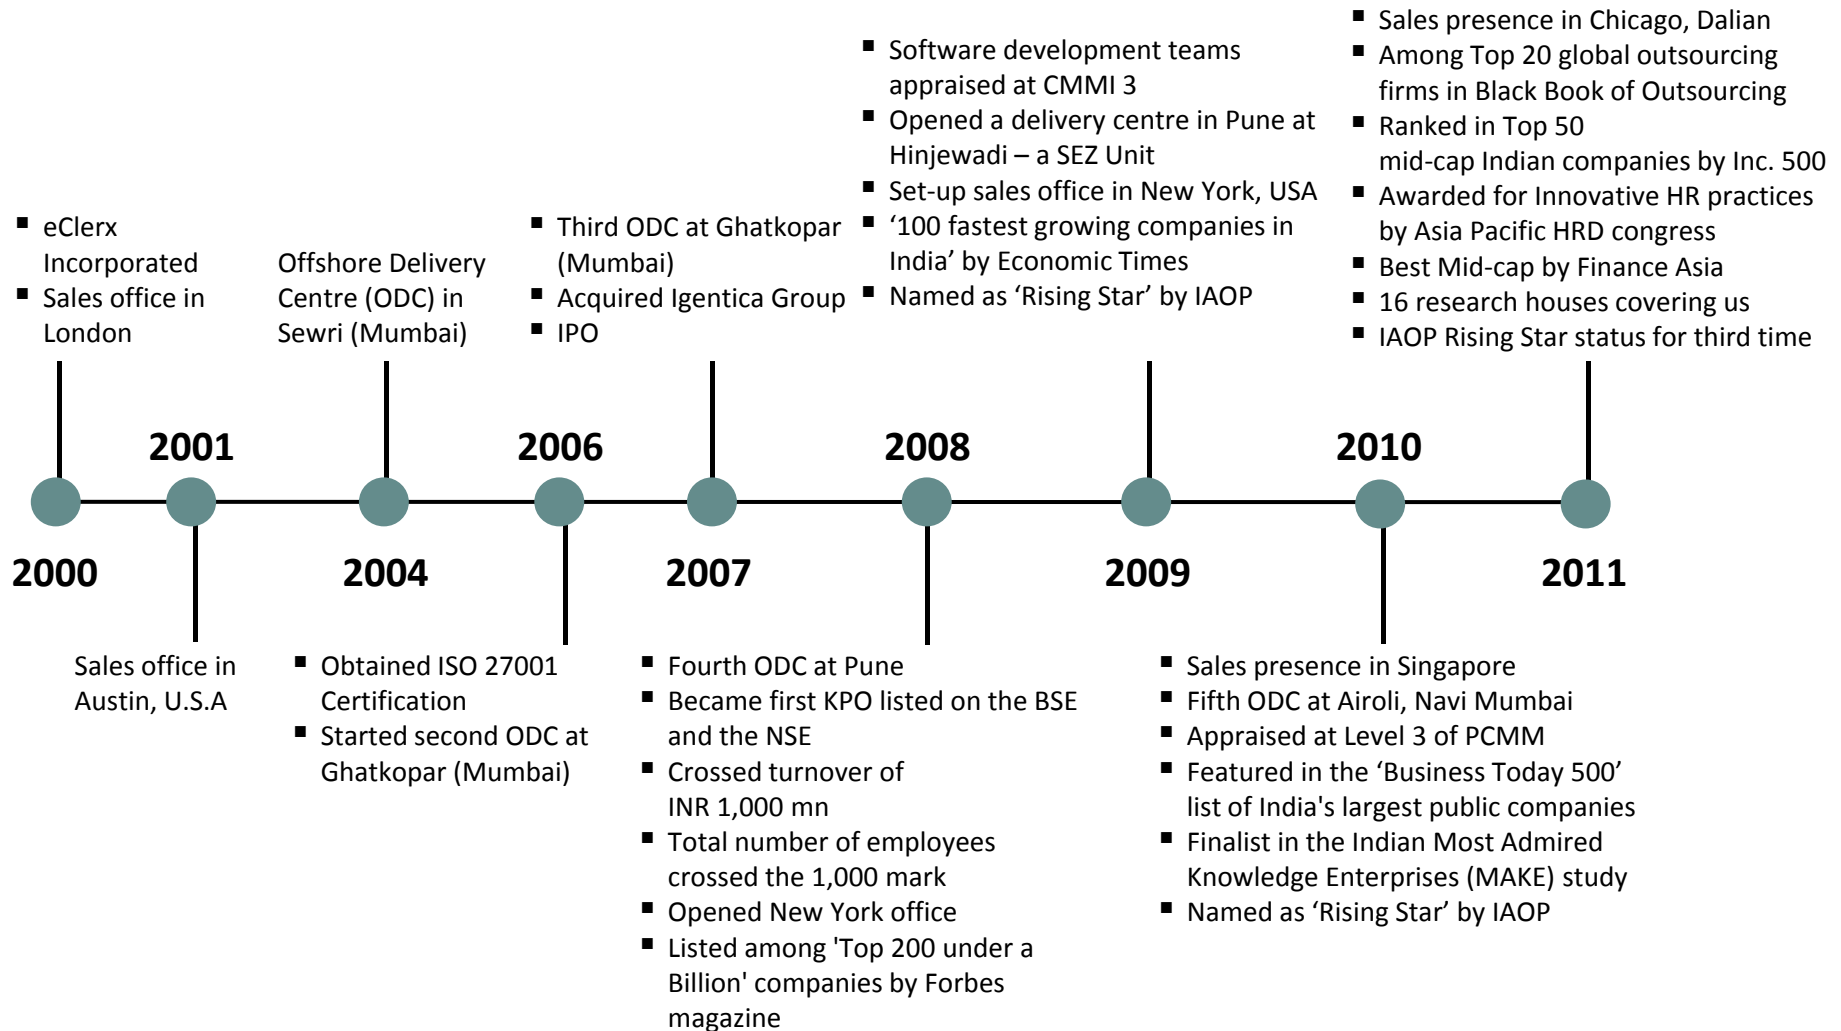 ▪ eClerx
Incorporated
▪ Sales office in
London
2000
2001
Sales office in
Austin, U.S.A
Offshore Delivery
Centre (ODC) in
Sewri (Mumbai)
2004
2006
▪ Obtained ISO 27001
Certification
▪ Started second ODC at
Ghatkopar (Mumbai)
▪ Third ODC at Ghatkopar
(Mumbai)
▪ Acquired Igentica Group
▪ IPO
2007
2008
▪ Fourth ODC at Pune
▪ Became first KPO listed on the BSE
and the NSE
▪ Crossed turnover of
INR 1,000 mn
▪ Total number of employees
crossed the 1,000 mark
▪ Opened New York office
▪ Listed among 'Top 200 under a
Billion' companies by Forbes
magazine
▪ Software development teams
appraised at CMMI 3
▪ Opened a delivery centre in Pune at
Hinjewadi – a SEZ Unit
▪ Set-up sales office in New York, USA
▪ ‘100 fastest growing companies in
India’ by Economic Times
▪ Named as ‘Rising Star’ by IAOP
2009
2010
▪ Sales presence in Singapore
▪ Fifth ODC at Airoli, Navi Mumbai
▪ Appraised at Level 3 of PCMM
▪ Featured in the ‘Business Today 500’
list of India's largest public companies
▪ Finalist in the Indian Most Admired
Knowledge Enterprises (MAKE) study
▪ Named as ‘Rising Star’ by IAOP
▪ Sales presence in Chicago, Dalian
▪ Among Top 20 global outsourcing
firms in Black Book of Outsourcing
▪ Ranked in Top 50
mid-cap Indian companies by Inc. 500
▪ Awarded for Innovative HR practices
by Asia Pacific HRD congress
▪ Best Mid-cap by Finance Asia
▪ 16 research houses covering us
▪ IAOP Rising Star status for third time
2011